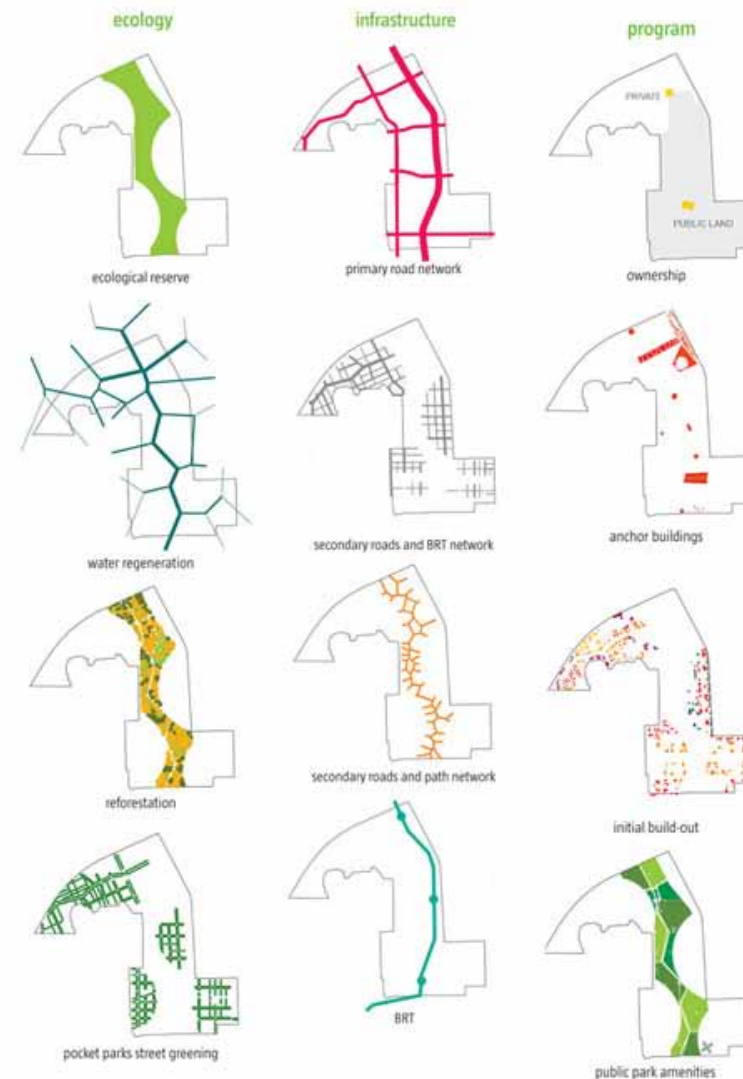 ecology
infrastructure
program
ecological reserve
primary road network
PRIVATE
PUBLIC LAND
ownership
water regeneration
secondary roads and BRT network
anchor buildings
reforestation
secondary roads and path network
initial build-out
pocket parks street greening
BRT
public park amenities